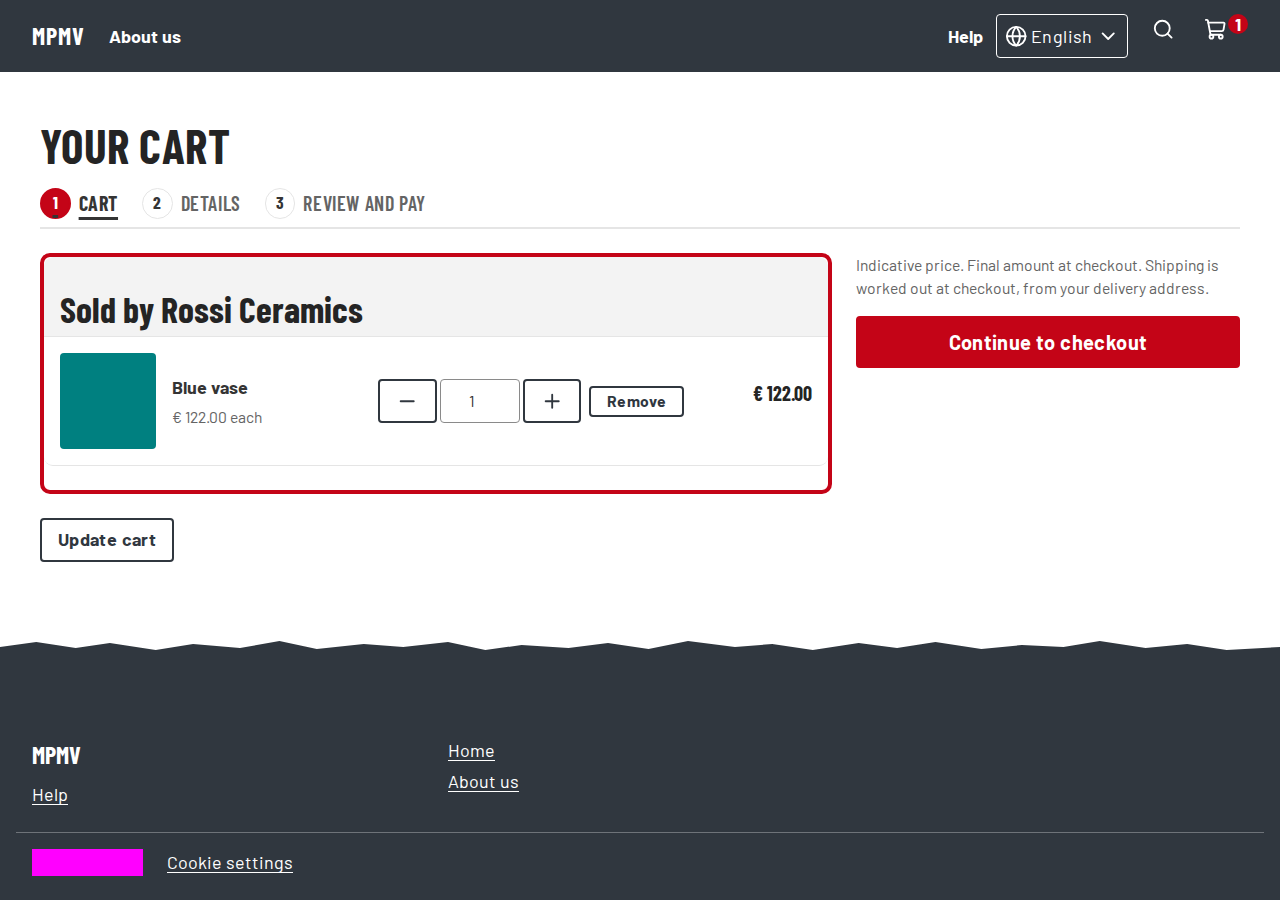 MPMV
About us
Help
English
1
YOUR CART
1 CART
2 DETAILS
3 REVIEW AND PAY
Sold by Rossi Ceramics
Blue vase
€ 122.00 each
1
Remove
€ 122.00
Indicative price. Final amount at checkout. Shipping is
worked out at checkout, from your delivery address.
Continue to checkout
Update cart
MPMV
Help
Home
About us
Cookie settings